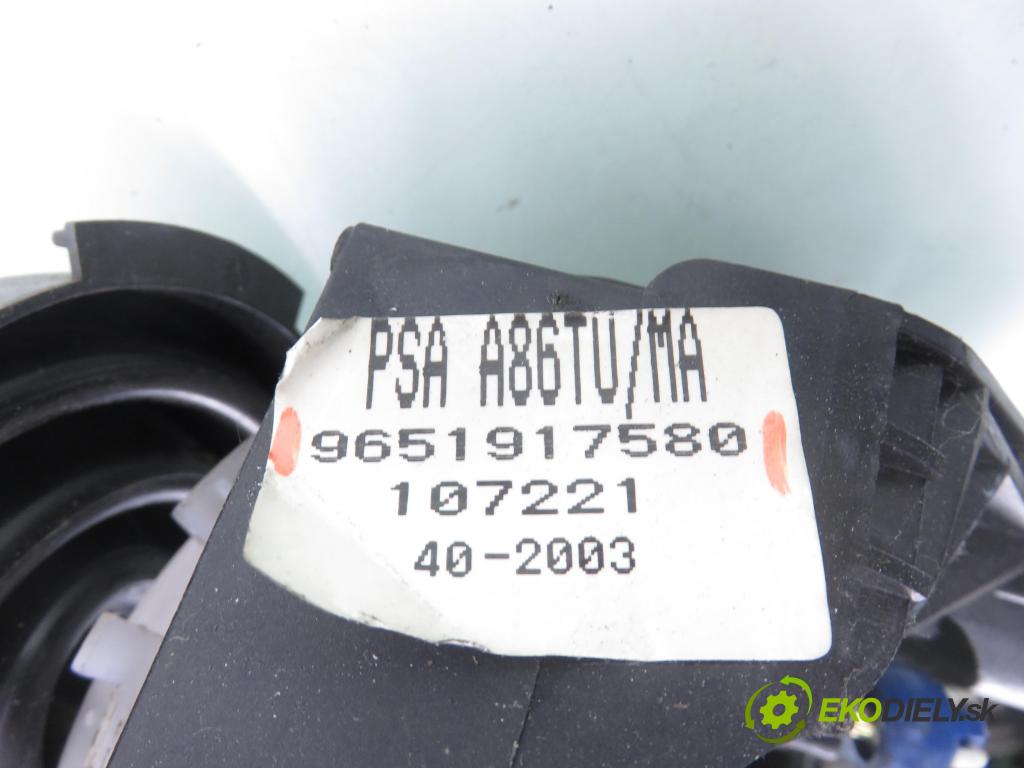 PSA A86TU/MA
9651917580
107221
40-2003
EKODIELY.sk